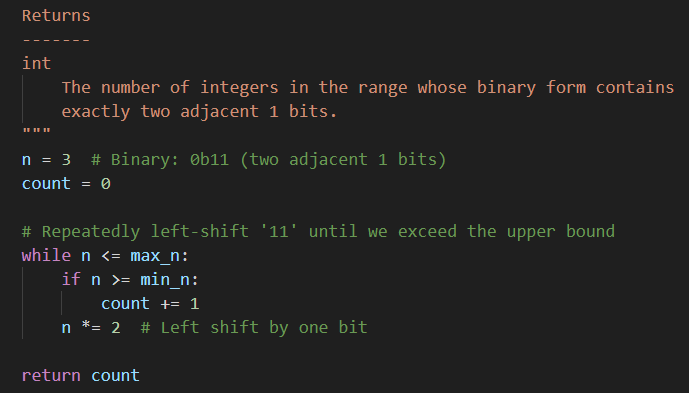 Returns
-------
int
    The number of integers in the range whose binary form contains
    exactly two adjacent 1 bits.
"""
n = 3  # Binary: 0b11 (two adjacent 1 bits)
count = 0

# Repeatedly left-shift '11' until we exceed the upper bound
while n <= max_n:
    if n >= min_n:
        count += 1
    n *= 2  # Left shift by one bit

return count